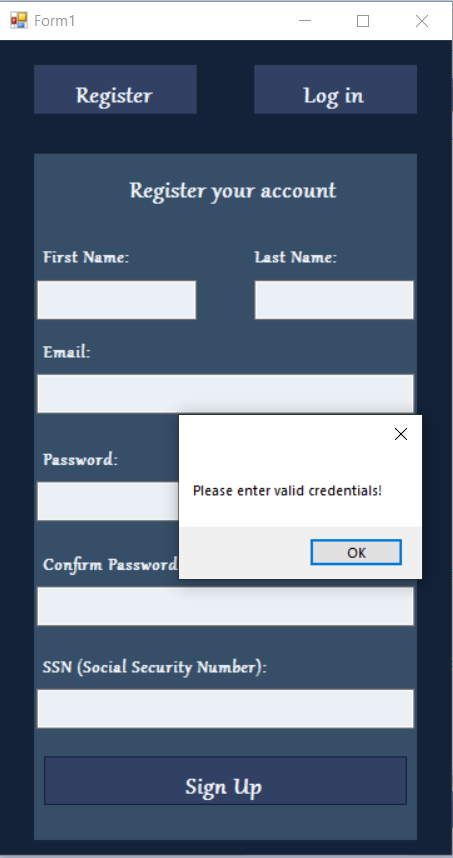 Form1
Register
Log in
Register your account
First Name:
Last Name:
Email:
Password:
Please enter valid credentials!
OK
Confirm Password
SSN (Social Security Number):
Sign Up